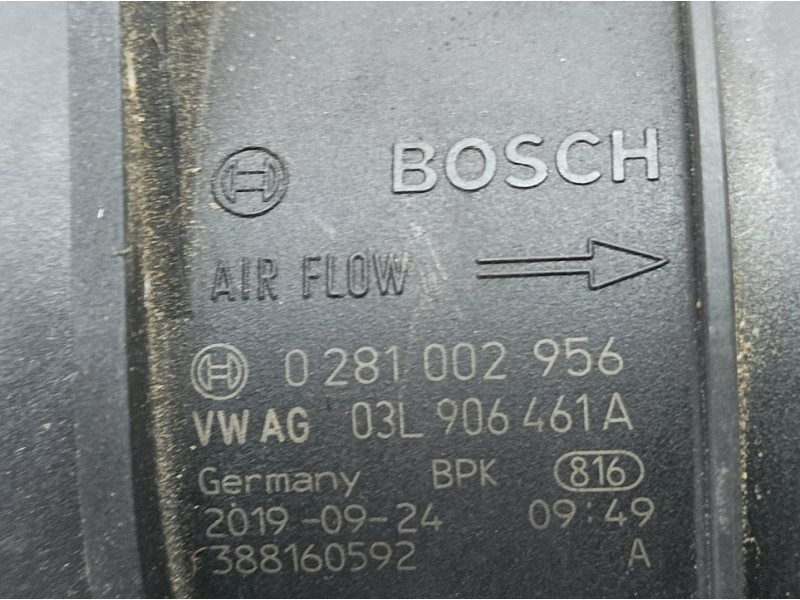 BOSCH
AIR FLOW
0 281 002 956
VW AG 03L 906 461 A
Germany BPK 816
2019-09-24 09:49
F388160592 A